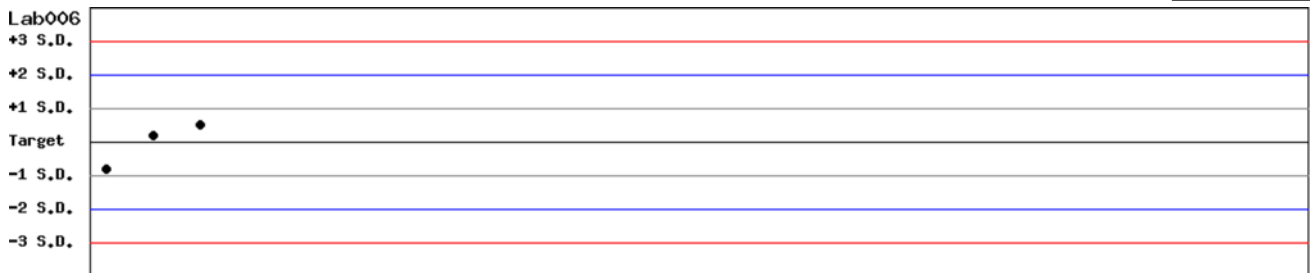 Lab006
+3 S.D.
+2 S.D.
+1 S.D.
Target
-1 S.D.
-2 S.D.
-3 S.D.